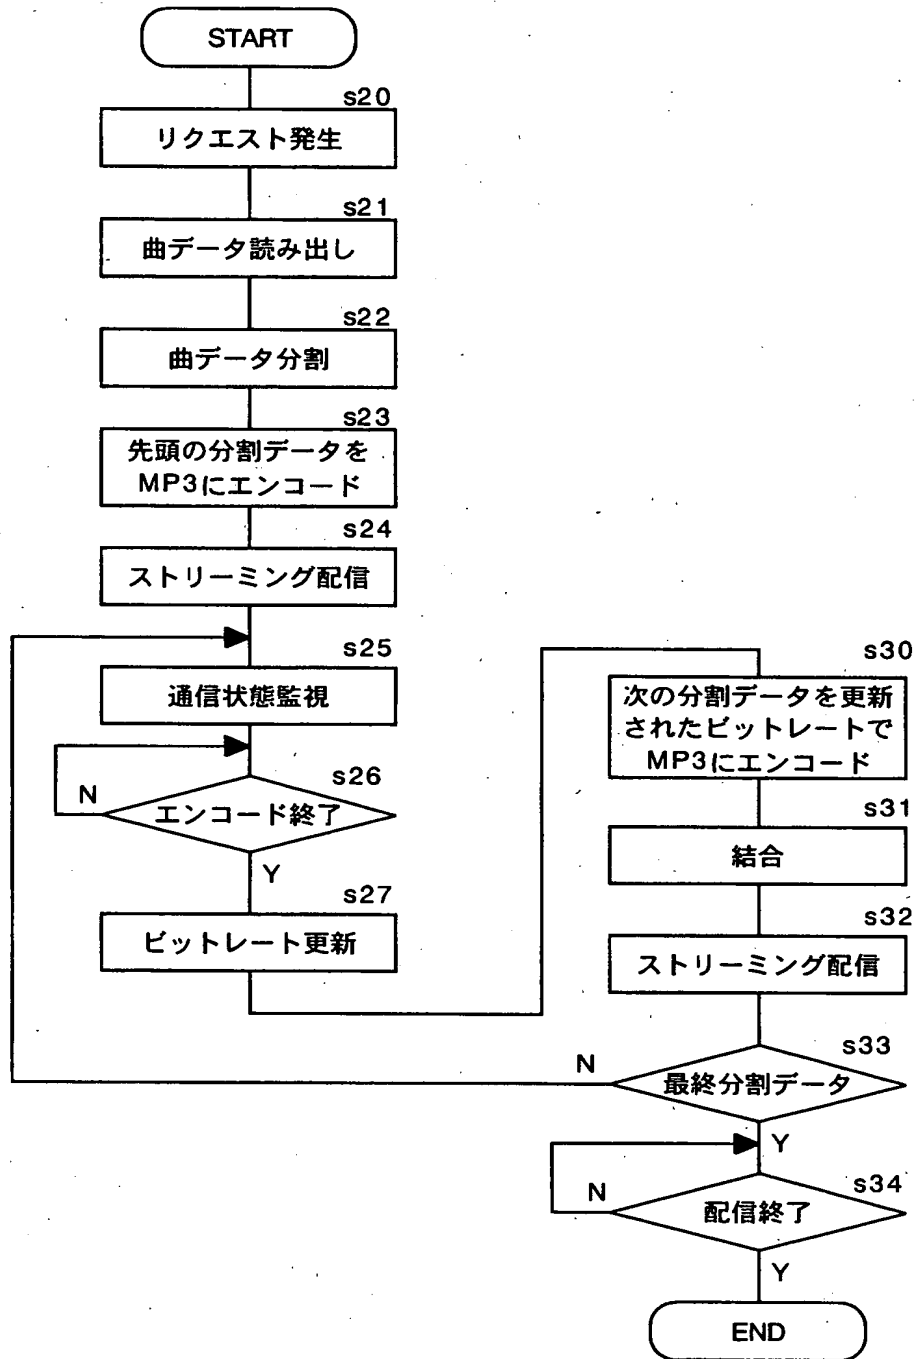 START
s20
リクエスト発生
s21
曲データ読み出し
s22
曲データ分割
s23
先頭の分割データを
MP3にエンコード
s24
ストリーミング配信
s25
通信状態監視
s26
エンコード終了
N
Y
s27
ビットレート更新
s30
次の分割データを更新
されたビットレートで
MP3にエンコード
s31
結合
s32
ストリーミング配信
s33
最終分割データ
N
Y
s34
配信終了
N
Y
END